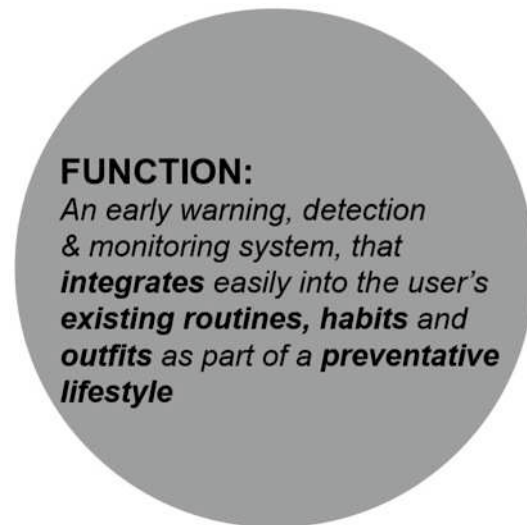 FUNCTION:
An early warning, detection
& monitoring system, that
integrates easily into the user's
existing routines, habits and
outfits as part of a preventative
lifestyle